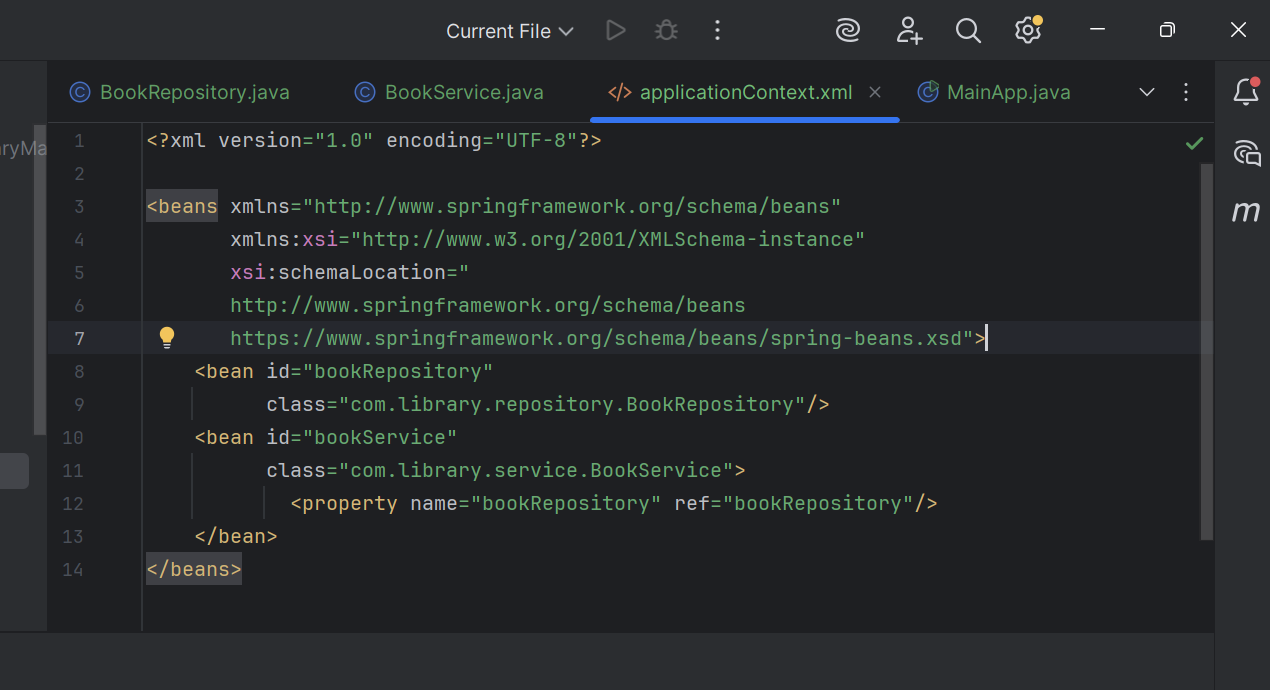 Current File
BookRepository.java
BookService.java
applicationContext.xml
MainApp.java
aryMa
1 <?xml version="1.0" encoding="UTF-8"?>
2
3 <beans xmlns="http://www.springframework.org/schema/beans"
4 xmlns:xsi="http://www.w3.org/2001/XMLSchema-instance"
5 xsi:schemaLocation="
6 http://www.springframework.org/schema/beans
7 https://www.springframework.org/schema/beans/spring-beans.xsd">
8 <bean id="bookRepository"
9 class="com.library.repository.BookRepository"/>
10 <bean id="bookService"
11 class="com.library.service.BookService">
12 <property name="bookRepository" ref="bookRepository"/>
13 </bean>
14 </beans>
m